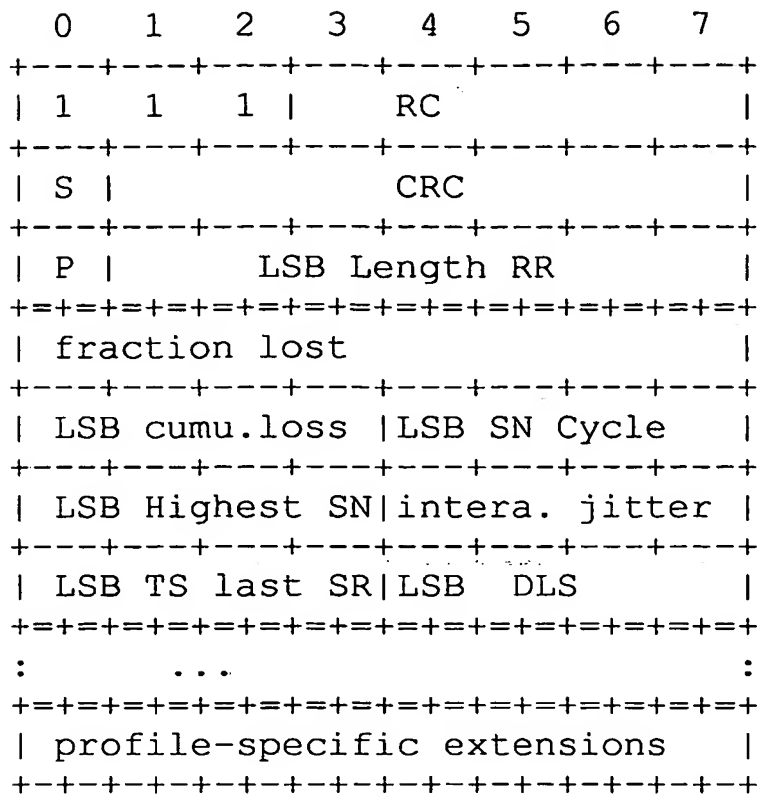 0   1   2   3   4   5   6   7
+---+---+---+---+---+---+---+---+
| 1   1   1 |    RC             |
+---+---+---+---+---+---+---+---+
| S |            CRC            |
+---+---+---+---+---+---+---+---+
| P |      LSB Length RR        |
+=+=+=+=+=+=+=+=+=+=+=+=+=+=+=+=+
| fraction lost                 |
+---+---+---+---+---+---+---+---+
| LSB cumu.loss |LSB SN Cycle   |
+---+---+---+---+---+---+---+---+
| LSB Highest SN|intera. jitter |
+---+---+---+---+---+---+---+---+
| LSB TS last SR|LSB  DLS       |
+=+=+=+=+=+=+=+=+=+=+=+=+=+=+=+=+
:      ...                      :
+=+=+=+=+=+=+=+=+=+=+=+=+=+=+=+=+
| profile-specific extensions   |
+-+-+-+-+-+-+-+-+-+-+-+-+-+-+-+-+